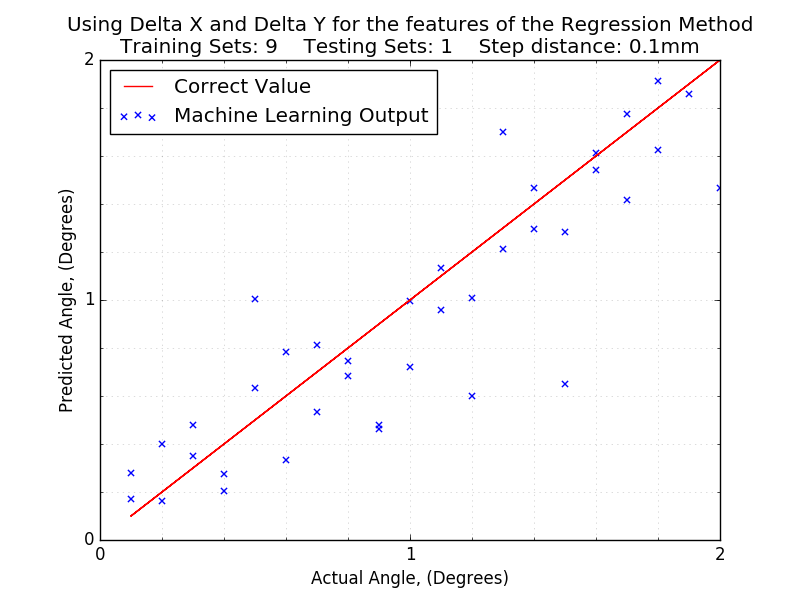 Using Delta X and Delta Y for the features of the Regression Method
Training Sets: 9    Testing Sets: 1    Step distance: 0.1mm
Correct Value
Machine Learning Output
2
1
0
Predicted Angle, (Degrees)
0
1
2
Actual Angle, (Degrees)